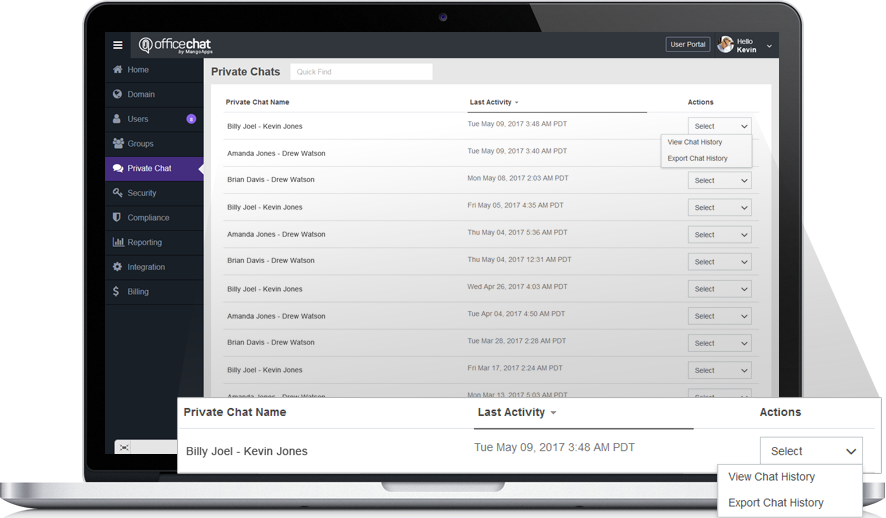 officechat
by MangoApps
User Portal
Hello
Kevin
Home
Domain
Users 8
Groups
Private Chat
Security
Compliance
Reporting
Integration
Billing
Private Chats Quick Find
Private Chat Name Last Activity Actions
Billy Joel - Kevin Jones Tue May 09, 2017 3:48 AM PDT Select
View Chat History
Export Chat History
Amanda Jones - Drew Watson Tue May 09, 2017 3:40 AM PDT
Brian Davis - Drew Watson Mon May 08, 2017 2:03 AM PDT Select
Billy Joel - Kevin Jones Fri May 05, 2017 4:35 AM PDT Select
Amanda Jones - Drew Watson Thu May 04, 2017 5:36 AM PDT Select
Brian Davis - Drew Watson Thu May 04, 2017 12:31 AM PDT Select
Billy Joel - Kevin Jones Wed Apr 26, 2017 4:03 AM PDT Select
Amanda Jones - Drew Watson Tue Apr 04, 2017 4:50 AM PDT Select
Brian Davis - Drew Watson Tue Mar 28, 2017 2:28 AM PDT Select
Billy Joel - Kevin Jones Fri Mar 17, 2017 2:24 AM PDT Select
Amanda Jones - Drew Watson Mon Mar 13, 2017 5:03 AM PDT
Private Chat Name Last Activity Actions
Billy Joel - Kevin Jones Tue May 09, 2017 3:48 AM PDT Select
View Chat History
Export Chat History